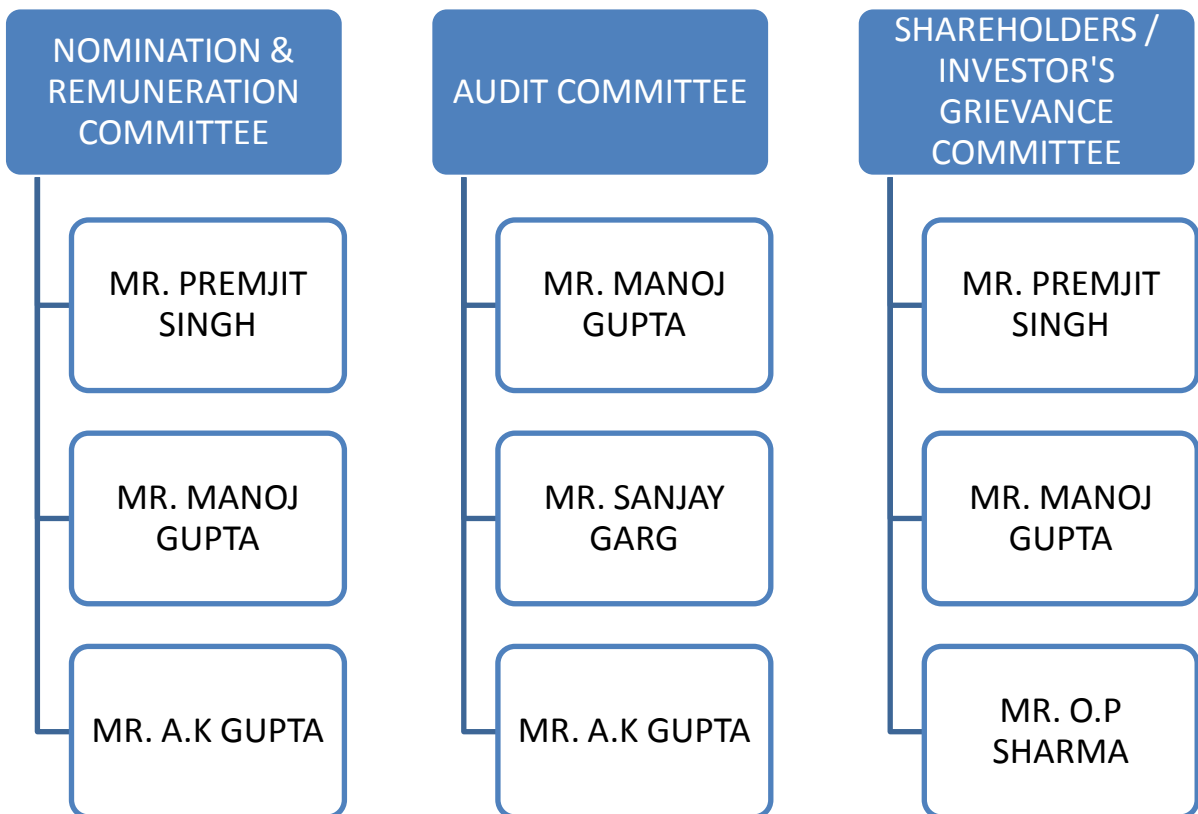 NOMINATION &
REMUNERATION
COMMITTEE
MR. PREMJIT
SINGH
MR. MANOJ
GUPTA
MR. A.K GUPTA
AUDIT COMMITTEE
MR. MANOJ
GUPTA
MR. SANJAY
GARG
MR. A.K GUPTA
SHAREHOLDERS /
INVESTOR'S
GRIEVANCE
COMMITTEE
MR. PREMJIT
SINGH
MR. MANOJ
GUPTA
MR. O.P
SHARMA